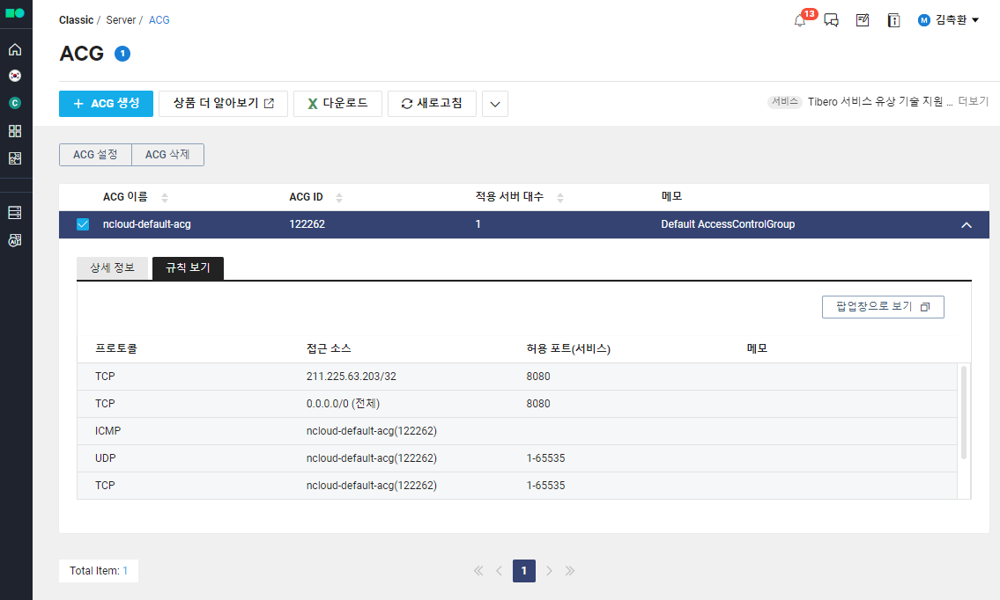 Classic / Server / ACG
13
M 김촉환
ACG 1
+ ACG 생성
상품 더 알아보기
X 다운로드
새로고침
서비스 Tibero 서비스 유상 기술 지원 ... 더보기
C
ACG 설정 ACG 삭제
ACG 이름 ACG ID 적용 서버 대수 메모
ncloud-default-acg 122262 1 Default AccessControlGroup
상세 정보 규칙 보기
팝업창으로 보기
프로토콜 접근 소스 허용 포트(서비스) 메모
TCP 211.225.63.203/32 8080
TCP 0.0.0.0/0 (전체) 8080
ICMP ncloud-default-acg(122262)
UDP ncloud-default-acg(122262) 1-65535
TCP ncloud-default-acg(122262) 1-65535
Total Item: 1
1